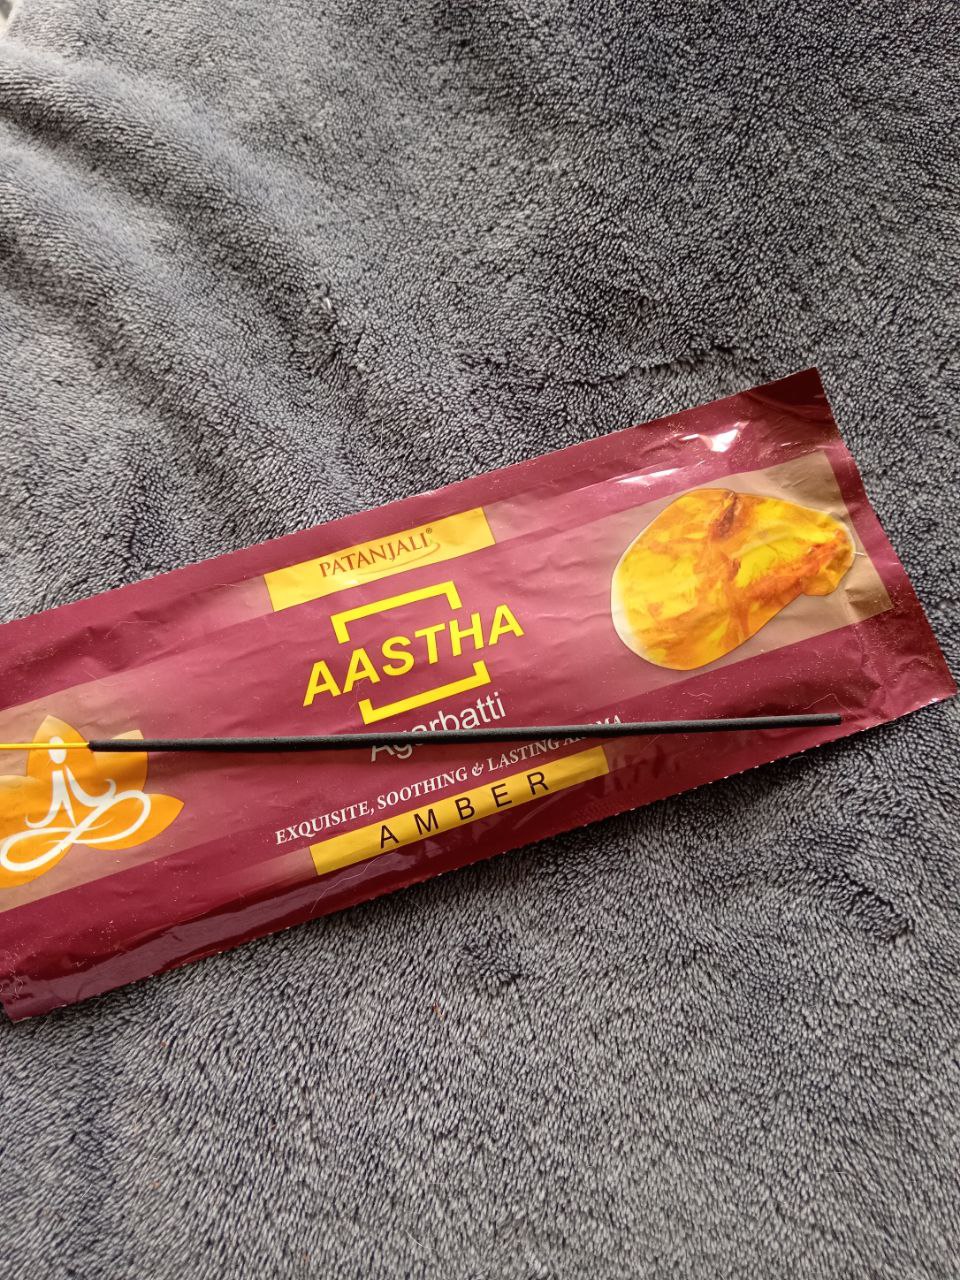 PATANJALI®
AASTHA
Agarbatti
EXQUISITE, SOOTHING & LASTING
AMBER